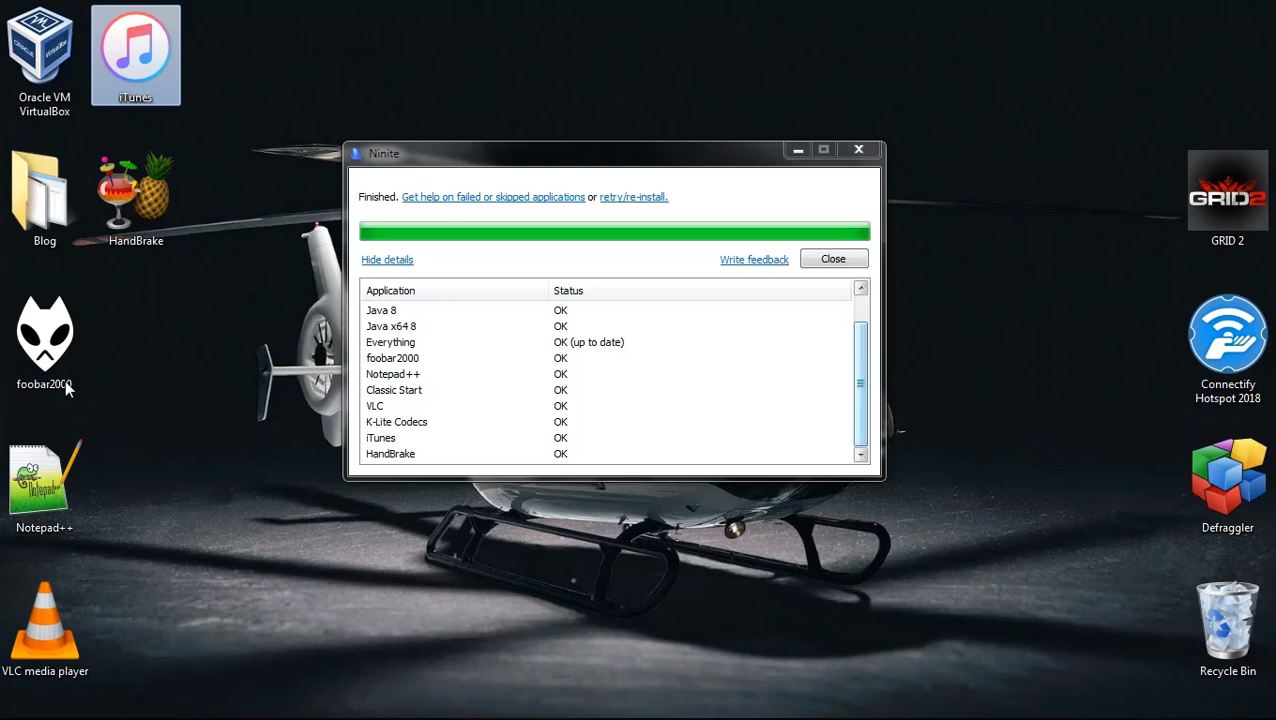 Oracle VM
VirtualBox
iTunes
Blog
HandBrake
foobar2000
Notepad++
VLC media player
Ninite
Finished. Get help on failed or skipped applications or retry/re-install.
Hide details
Write feedback
Close
Application Status
Java 8 OK
Java x64 8 OK
Everything OK (up to date)
foobar2000 OK
Notepad++ OK
Classic Start OK
VLC OK
K-Lite Codecs OK
iTunes OK
HandBrake OK
GRID2
GRID 2
Connectify
Hotspot 2018
Defraggler
Recycle Bin